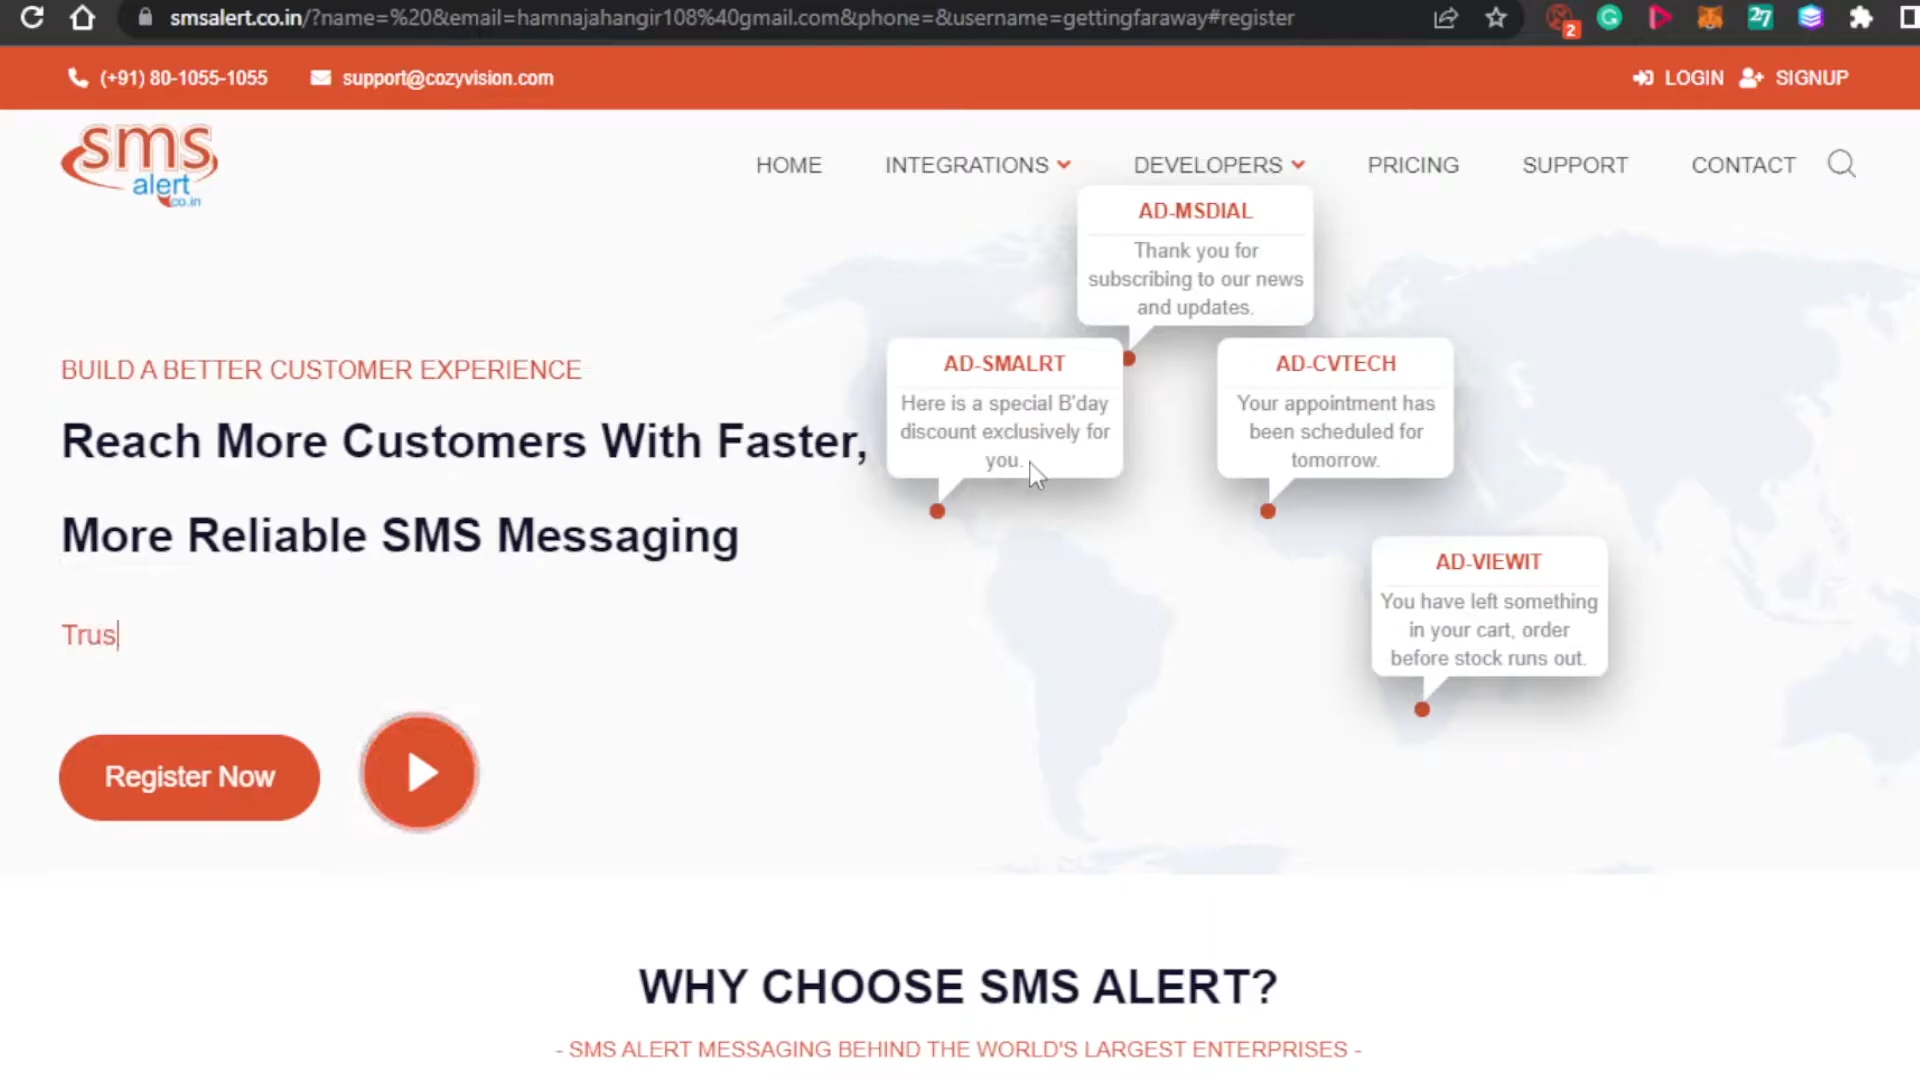 smsalert.co.in/?name=%20&email=hamnajahangir108%40gmail.com&phone=&username=gettingfaraway#register
2
27
(+91) 80-1055-1055
support@cozyvision.com
LOGIN
SIGNUP
sms
alert
.co.in
HOME
INTEGRATIONS
DEVELOPERS
PRICING
SUPPORT
CONTACT
AD-MSDIAL
Thank you for
subscribing to our news
and updates.
AD-SMALRT
Here is a special B'day
discount exclusively for
you.
AD-CVTECH
Your appointment has
been scheduled for
tomorrow.
AD-VIEWIT
You have left something
in your cart, order
before stock runs out.
BUILD A BETTER CUSTOMER EXPERIENCE
Reach More Customers With Faster,
More Reliable SMS Messaging
Trus
Register Now
WHY CHOOSE SMS ALERT?
- SMS ALERT MESSAGING BEHIND THE WORLD'S LARGEST ENTERPRISES -